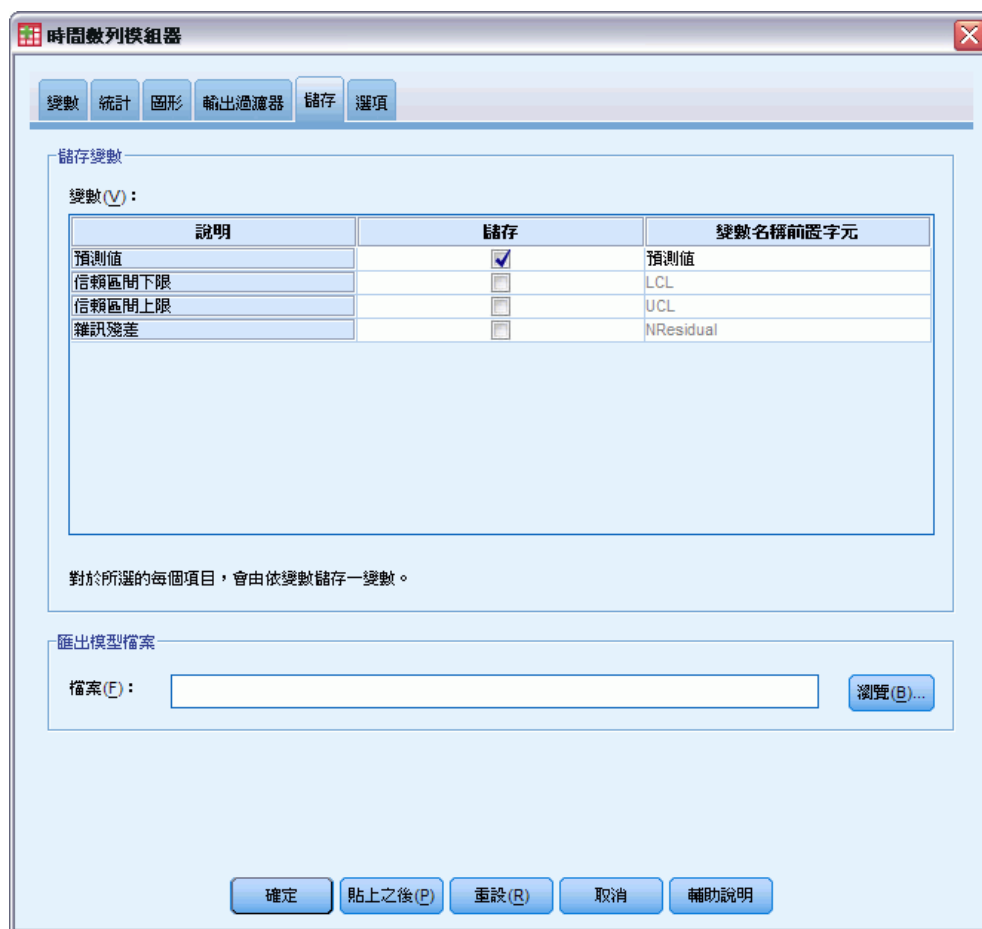 時間數列模組器
變數 統計 圖形 輸出過濾器 儲存 選項
儲存變數
變數(V)：
說明 儲存 變數名稱前置字元
預測值 預測值
信賴區間下限 LCL
信賴區間上限 UCL
雜訊殘差 NResidual
對於所選的每個項目，會由依變數儲存一變數。
匯出模型檔案
檔案(F)： 瀏覽(B)...
確定 貼上之後(P) 重設(R) 取消 輔助說明